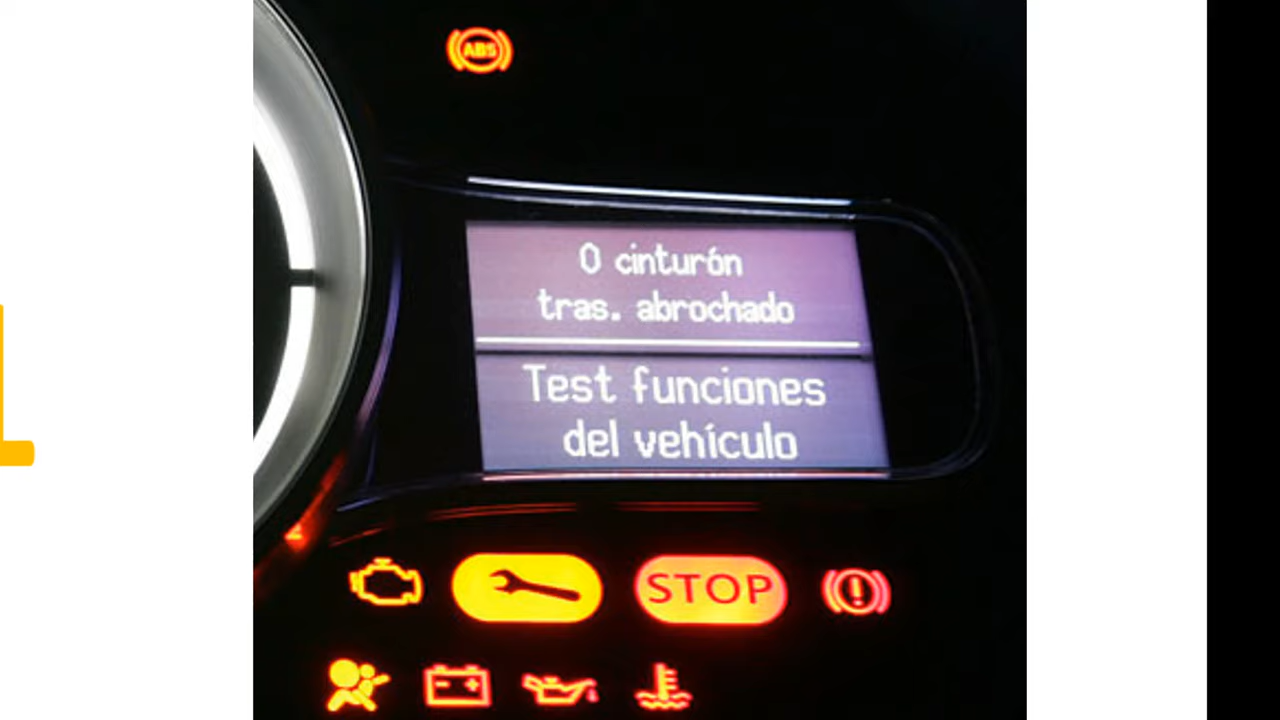 ABS
0 cinturón
tras. abrochado
Test funciones
del vehículo
STOP